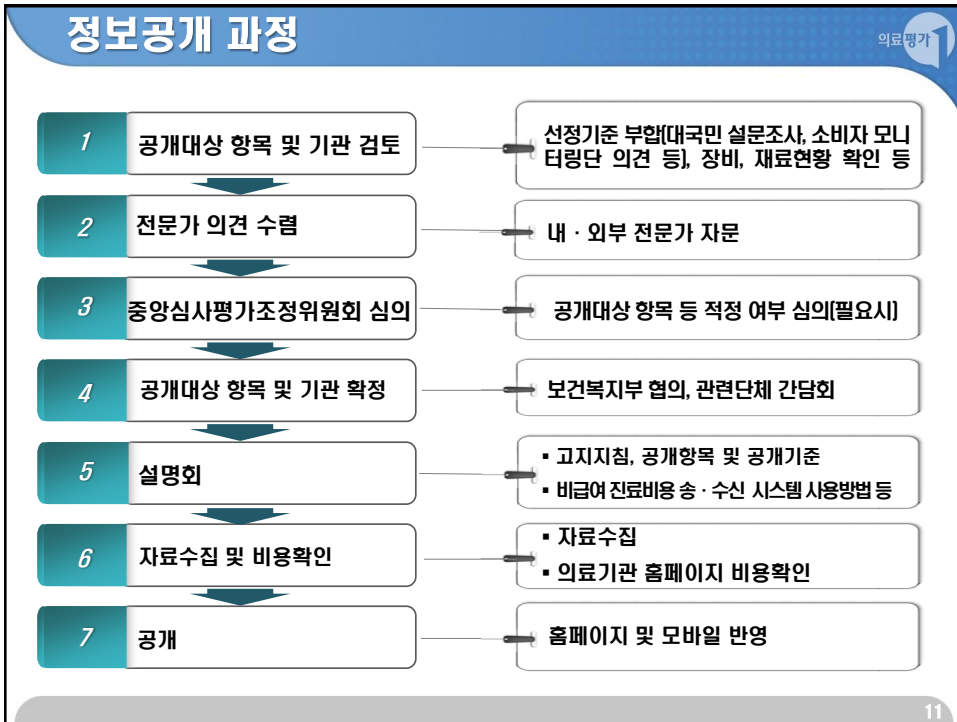 정보공개 과정
의료평가1
1
공개대상 항목 및 기관 검토
선정기준 부합(대국민 설문조사, 소비자 모니
터링단 의견 등), 장비, 재료현황 확인 등
2
전문가 의견 수렴
내 · 외부 전문가 자문
3
중앙심사평가조정위원회 심의
공개대상 항목 등 적정 여부 심의(필요시)
4
공개대상 항목 및 기관 확정
보건복지부 협의, 관련단체 간담회
5
설명회
▪ 고지지침, 공개항목 및 공개기준
▪ 비급여 진료비용 송 · 수신 시스템 사용방법 등
6
자료수집 및 비용확인
▪ 자료수집
▪ 의료기관 홈페이지 비용확인
7
공개
홈페이지 및 모바일 반영
11